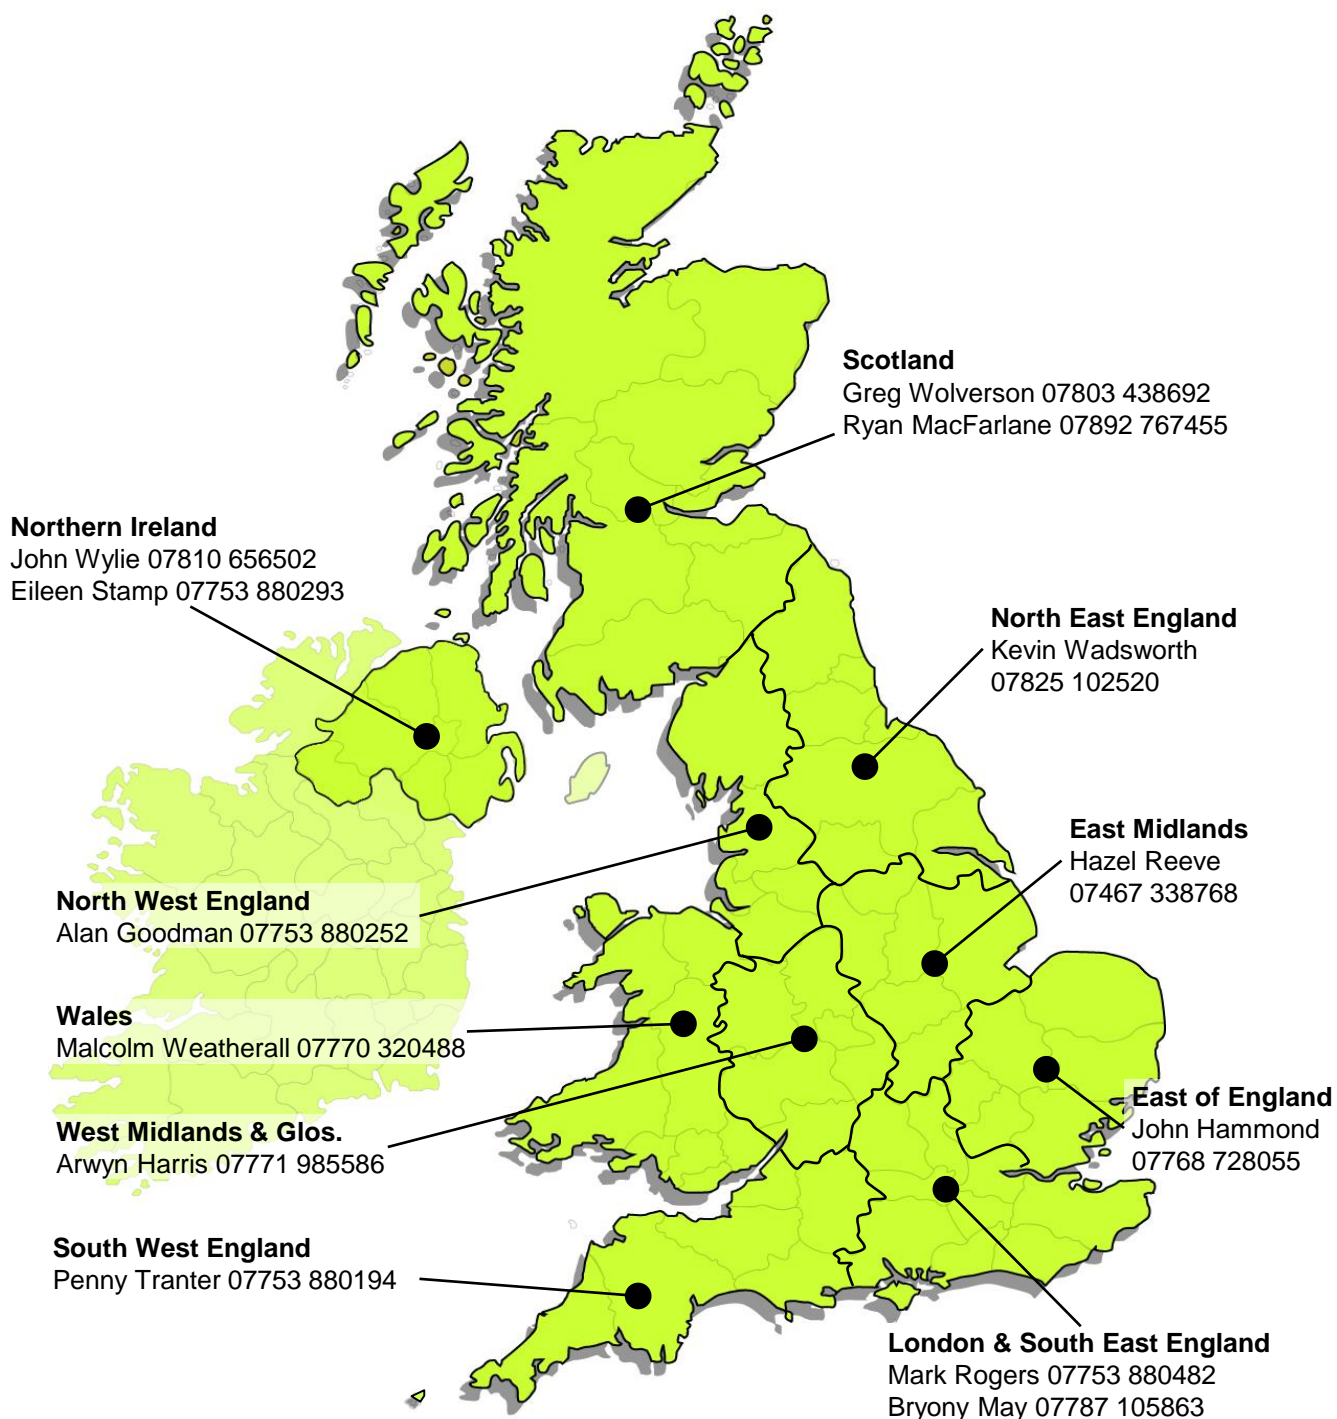 Scotland
Greg Wolverson 07803 438692
Ryan MacFarlane 07892 767455
Northern Ireland
John Wylie 07810 656502
Eileen Stamp 07753 880293
North East England
Kevin Wadsworth
07825 102520
East Midlands
Hazel Reeve
07467 338768
North West England
Alan Goodman 07753 880252
Wales
Malcolm Weatherall 07770 320488
East of England
John Hammond
07768 728055
West Midlands & Glos.
Arwyn Harris 07771 985586
South West England
Penny Tranter 07753 880194
London & South East England
Mark Rogers 07753 880482
Bryony May 07787 105863